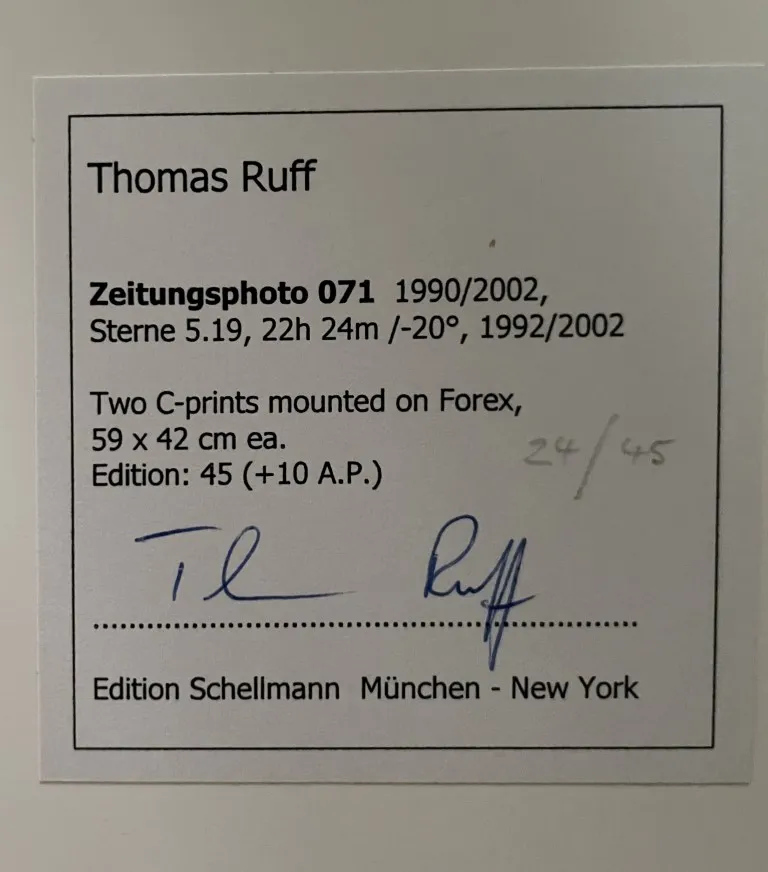 Thomas Ruff
Zeitungsphoto 071 1990/2002,
Sterne 5.19, 22h 24m /-20°, 1992/2002
Two C-prints mounted on Forex,
59 x 42 cm ea.
24/45
Edition: 45 (+10 A.P.)
Th Ruff
Edition Schellmann München - New York